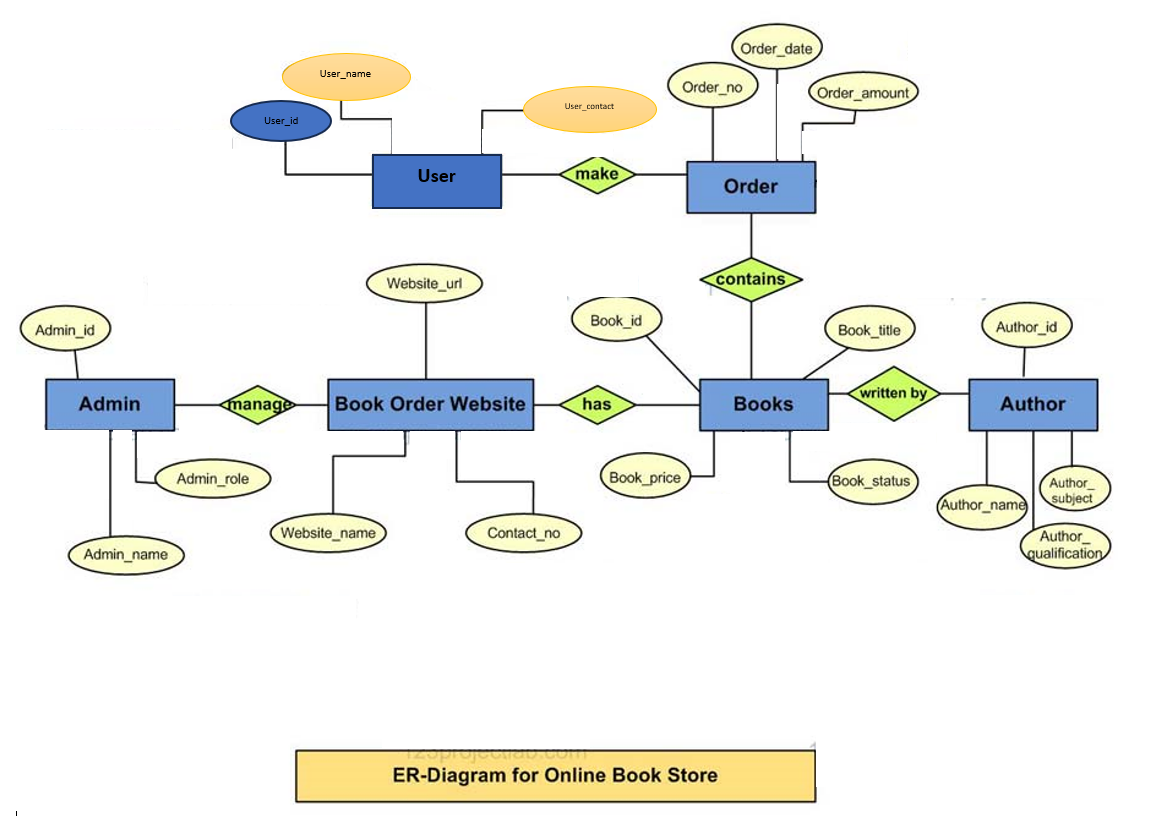 Order_date
User_name
Order_no
Order_amount
User_contact
User_id
User
make
Order
contains
Website_url
Book_id
Book_title
Author_id
Admin_id
Admin
manage
Book Order Website
has
Books
written by
Author
Admin_role
Book_price
Book_status
Author_
subject
Author_name
Website_name
Contact_no
Author_
qualification
Admin_name
123projectlab.com
ER-Diagram for Online Book Store